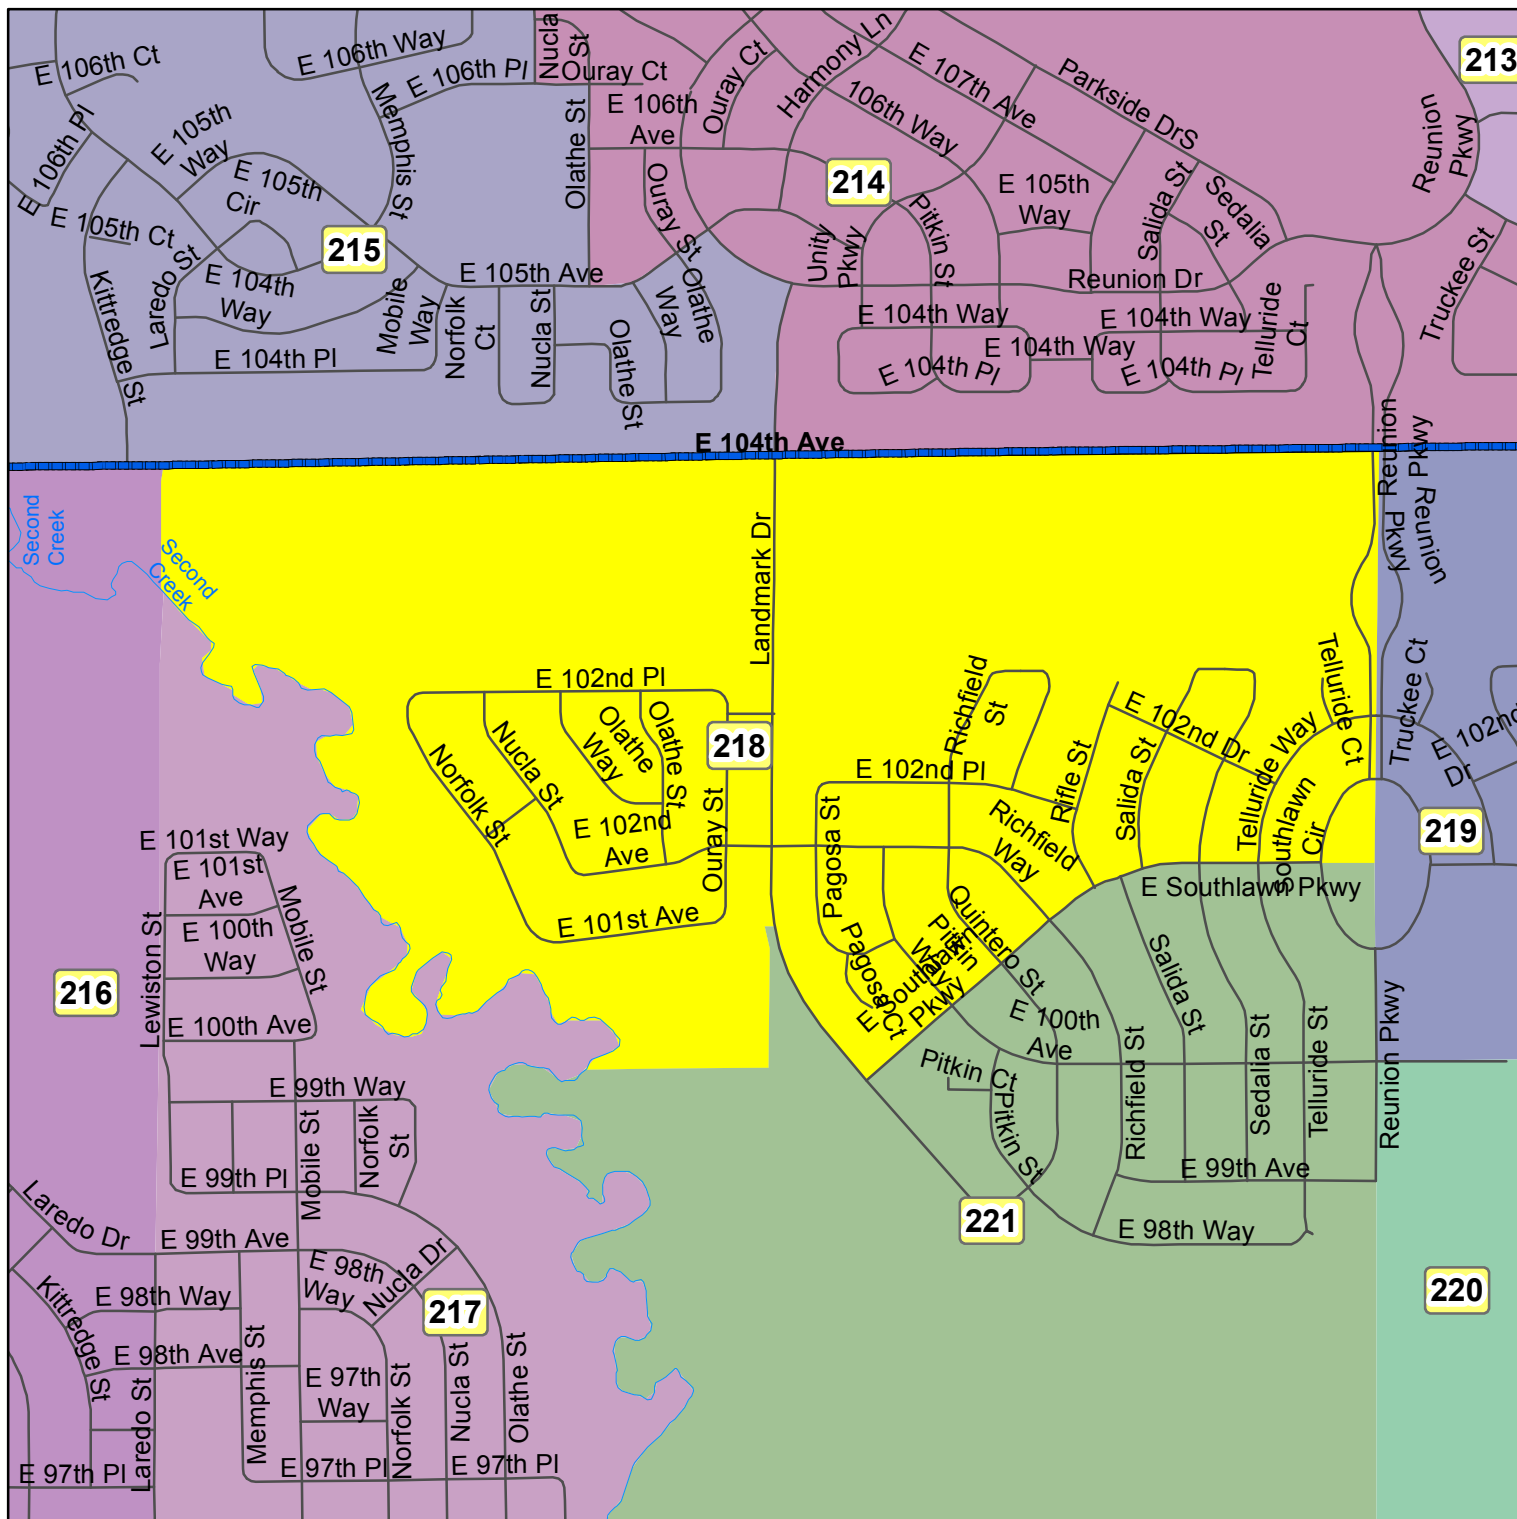 213
E 106th Ct
E 106th Way
E 106th Pl
Nucla
St
Ouray Ct
Ouray Ct
Harmony Ln
E 107th Ave
Parkside DrS
106th Way
E 106th
Ave
Reunion
Pkwy
E 106th Pl
E 105th
Way
E 105th
Cir
Memphis St
Olathe St
214
E 105th
Way
Salida St
Sedalia
St
E 105th Ct
215
Ouray St
Unity
Pkwy
Pitkin St
Truckee St
Kittredge St
Laredo St
E 104th
Way
Mobile
Way
Norfolk
Ct
E 105th Ave
Nucla St
Olathe St
Olathe
Way
Reunion Dr
E 104th Way
E 104th Way
E 104th Way
Telluride
Ct
E 104th Pl
E 104th Pl
E 104th Pl
E 104th Ave
Reunion
Pkwy
Reunion
Pkwy
Second
Creek
Second
Creek
Landmark Dr
E 102nd Pl
Norfolk St
Nucla St
Olathe
Way
Olathe St
218
Ouray St
E 102nd
Ave
E 101st Ave
Richfield
St
E 102nd Pl
Rifle St
Salida St
E 102nd Dr
Telluride Way
Telluride Ct
Truckee Ct
E 102nd
Dr
219
Southlawn
Cir
Richfield
Way
Pagosa St
E Southlawn Pkwy
E 101st Way
E 101st
Ave
E 100th
Way
Mobile St
Lewiston St
E 100th Ave
216
Pagosa Ct
Pitkin
Way
E Southlawn
Pkwy
Quintero St
E 100th
Ave
Salida St
Pitkin Ct
Pitkin St
Richfield St
Sedalia St
Telluride St
Reunion Pkwy
E 99th Way
Mobile St
Norfolk
St
E 99th Pl
E 99th Ave
221
E 98th Way
220
Laredo Dr
E 99th Ave
E 98th
Way
Nucla Dr
217
Kittredge St
E 98th Way
E 98th Ave
Memphis St
Laredo St
E 97th
Way
Norfolk St
Nucla St
Olathe St
E 97th Pl
E 97th Pl
E 97th Pl